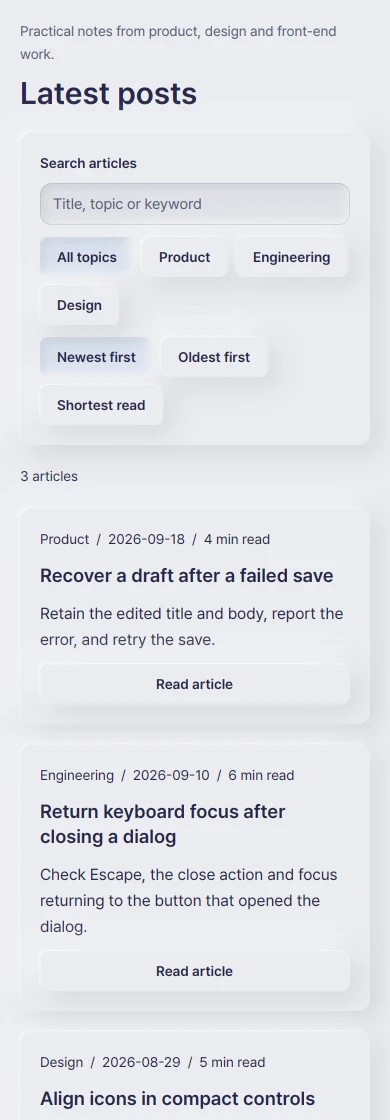 Practical notes from product, design and front-end
work.
Latest posts
Search articles
Title, topic or keyword
All topics
Product
Engineering
Design
Newest first
Oldest first
Shortest read
3 articles
Product / 2026-09-18 / 4 min read
Recover a draft after a failed save
Retain the edited title and body, report the
error, and retry the save.
Read article
Engineering / 2026-09-10 / 6 min read
Return keyboard focus after
closing a dialog
Check Escape, the close action and focus
returning to the button that opened the
dialog.
Read article
Design / 2026-08-29 / 5 min read
Align icons in compact controls